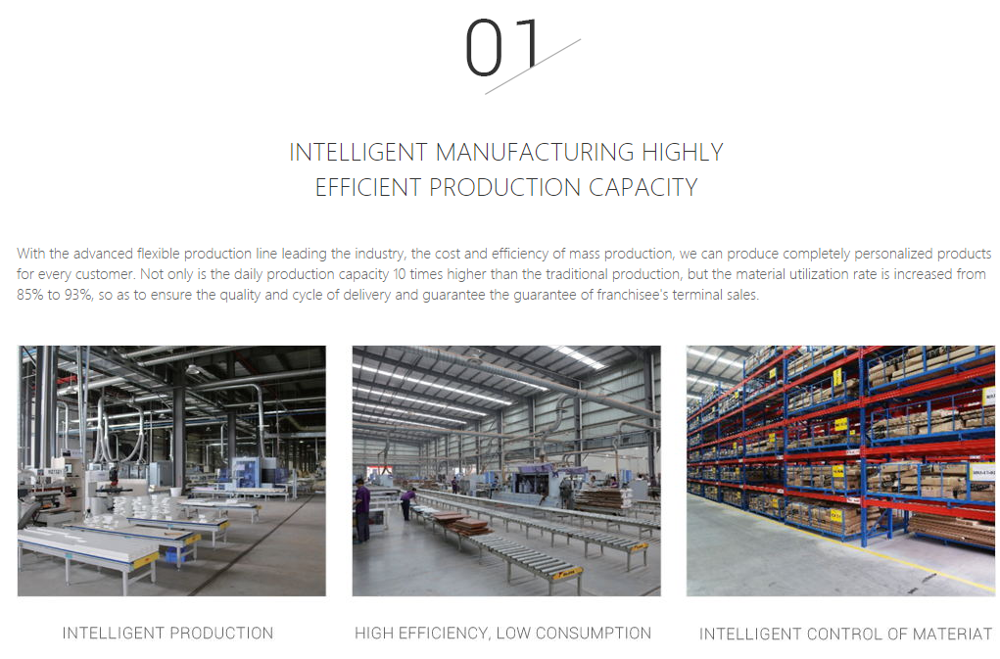 01
INTELLIGENT MANUFACTURING HIGHLY
EFFICIENT PRODUCTION CAPACITY
With the advanced flexible production line leading the industry, the cost and efficiency of mass production, we can produce completely personalized products
for every customer. Not only is the daily production capacity 10 times higher than the traditional production, but the material utilization rate is increased from
85% to 93%, so as to ensure the quality and cycle of delivery and guarantee the guarantee of franchisee's terminal sales.
INTELLIGENT PRODUCTION
HIGH EFFICIENCY, LOW CONSUMPTION
INTELLIGENT CONTROL OF MATERIAT